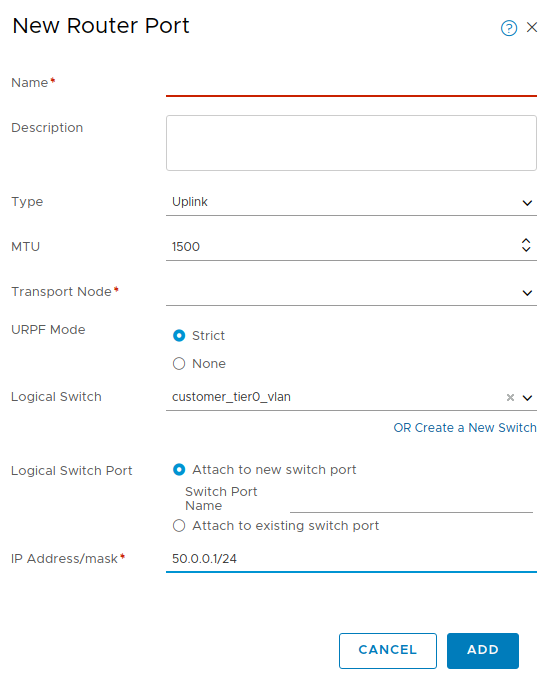 New Router Port
Name*
Description
Type Uplink
MTU 1500
Transport Node*
URPF Mode
Strict
None
Logical Switch customer_tier0_vlan
OR Create a New Switch
Logical Switch Port Attach to new switch port
Switch Port
Name
Attach to existing switch port
IP Address/mask* 50.0.0.1/24
CANCEL ADD